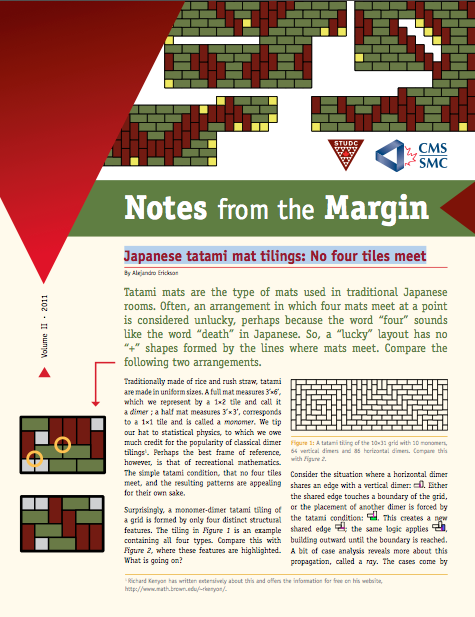 STUDC
CMS
SMC
Notes from the Margin
Japanese tatami mat tilings: No four tiles meet
By Alejandro Erickson
Volume II • 2011
Tatami mats are the type of mats used in traditional Japanese
rooms. Often, an arrangement in which four mats meet at a point
is considered unlucky, perhaps because the word "four" sounds
like the word "death" in Japanese. So, a "lucky" layout has no
"+" shapes formed by the lines where mats meet. Compare the
following two arrangements.
Traditionally made of rice and rush straw, tatami
are made in uniform sizes. A full mat measures 3'×6',
which we represent by a 1×2 tile and call it
a dimer ; a half mat measures 3'×3', corresponds
to a 1×1 tile and is called a monomer. We tip
our hat to statistical physics, to which we owe
much credit for the popularity of classical dimer
tilings¹. Perhaps the best frame of reference,
however, is that of recreational mathematics.
The simple tatami condition, that no four tiles
meet, and the resulting patterns are appealing
for their own sake.
Surprisingly, a monomer-dimer tatami tiling of
a grid is formed by only four distinct structural
features. The tiling in Figure 1 is an example
containing all four types. Compare this with
Figure 2, where these features are highlighted.
What is going on?
Figure 1: A tatami tiling of the 10×31 grid with 10 monomers,
64 vertical dimers and 86 horizontal dimers. Compare this
with Figure 2.
Consider the situation where a horizontal dimer
shares an edge with a vertical dimer: . Either
the shared edge touches a boundary of the grid,
or the placement of another dimer is forced by
the tatami condition: . This creates a new
shared edge ; the same logic applies ,
building outward until the boundary is reached.
A bit of case analysis reveals more about this
propagation, called a ray. The cases come by
¹ Richard Kenyon has written extensively about this and offers the information for free on his website,
http://www.math.brown.edu/~rkenyon/.